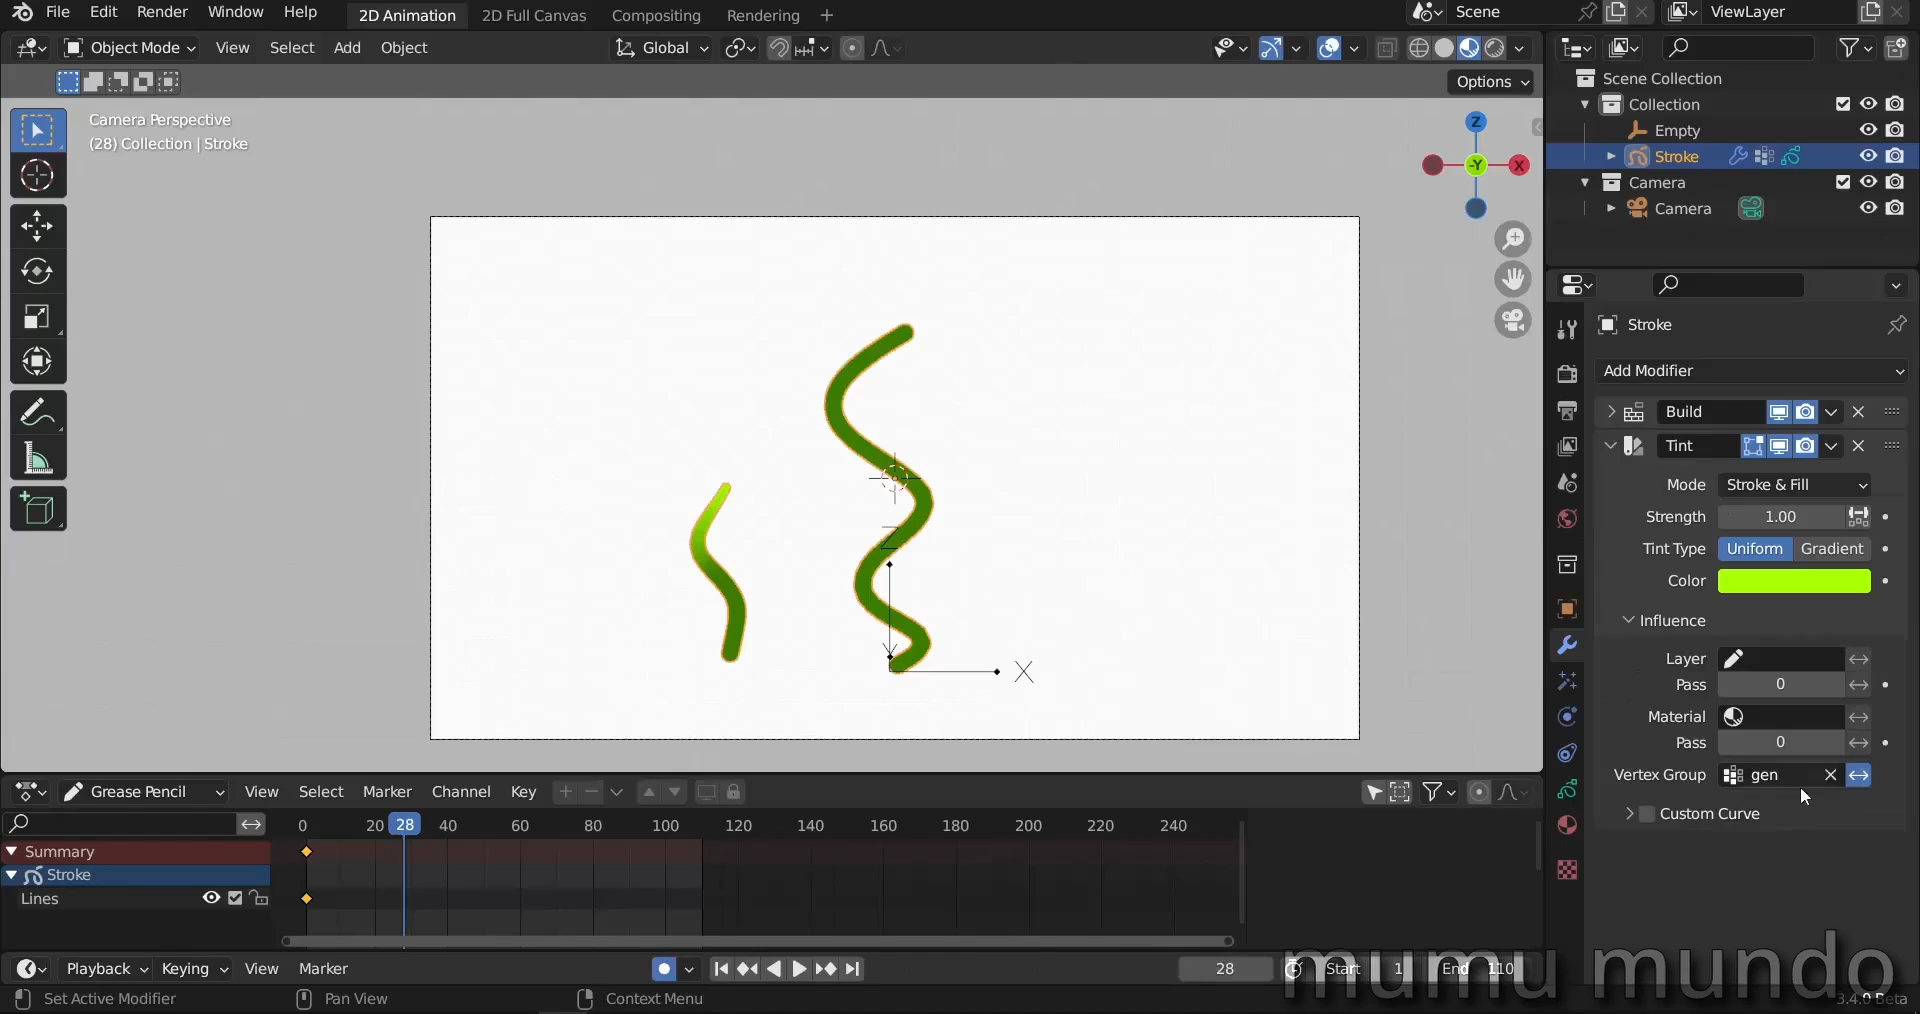 File Edit Render Window Help 2D Animation 2D Full Canvas Compositing Rendering + Scene ViewLayer
Object Mode View Select Add Object Global
Options
Camera Perspective
(28) Collection | Stroke
Z
-Y X
Scene Collection
Collection
Empty
Stroke
Camera
Camera
Stroke
Add Modifier
Build
Tint
Mode Stroke & Fill
Strength 1.00
Tint Type Uniform Gradient
Color
Influence
Layer
Pass 0
Material
Pass 0
Vertex Group gen
Custom Curve
Z
Y
X
Grease Pencil View Select Marker Channel Key
0 20 28 40 60 80 100 120 140 160 180 200 220 240
Summary
Stroke
Lines
Playback Keying View Marker 28 Start 1 End 110
mumu mundo
Set Active Modifier Pan View Context Menu 3.4.0 Beta